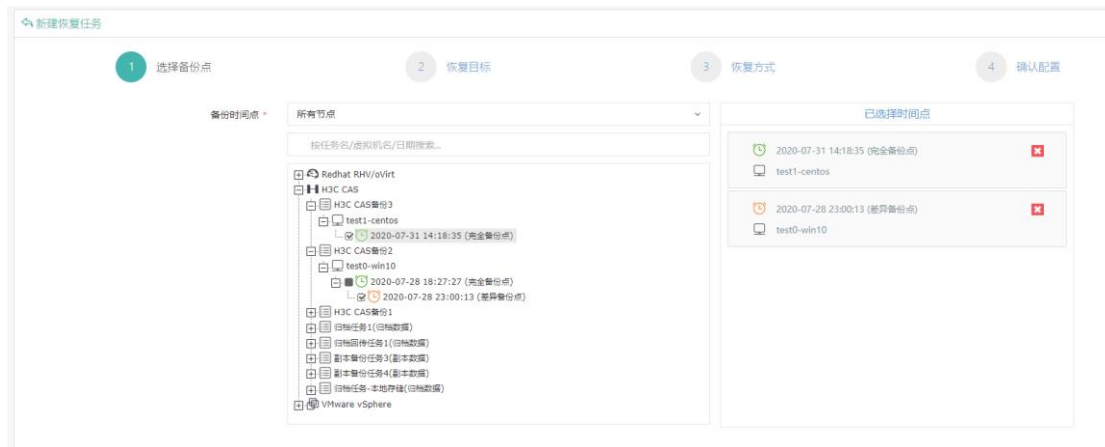 新建恢复任务
1 选择备份点
2 恢复目标
3 恢复方式
4 确认配置
备份时间点 *
所有节点
按任务名/虚拟机名/日期搜索...
Redhat RHV/oVirt
H3C CAS
H3C CAS备份3
test1-centos
2020-07-31 14:18:35 (完全备份点)
H3C CAS备份2
test0-win10
2020-07-28 18:27:27 (完全备份点)
2020-07-28 23:00:13 (差异备份点)
H3C CAS备份1
归档任务1(归档数据)
归档回传任务1(归档数据)
副本备份任务3(副本数据)
副本备份任务4(副本数据)
归档任务-本地存储(归档数据)
VMware vSphere
已选择时间点
2020-07-31 14:18:35 (完全备份点)
test1-centos
2020-07-28 23:00:13 (差异备份点)
test0-win10